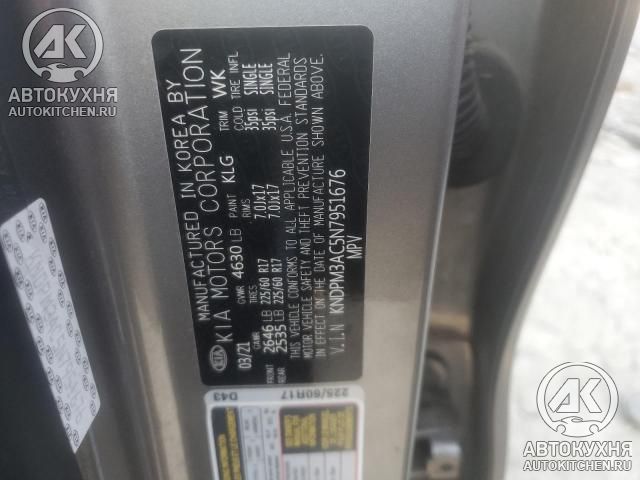 АВТОКУХНЯ
AUTOKITCHEN.RU
MANUFACTURED IN KOREA BY
KIA KIA MOTORS CORPORATION
03/21 GVWR 4630 LB PAINT KLG TRIM WK
GAWR TIRES RIMS COLD TIRE INFL
FRONT 2646 LB 225/60 R17 7.0Jx17 35psi SINGLE
REAR 2535 LB 225/60 R17 7.0Jx17 35psi SINGLE
THIS VEHICLE CONFORMS TO ALL APPLICABLE U.S.A. FEDERAL
MOTOR VEHICLE SAFETY AND THEFT PREVENTION STANDARDS
IN EFFECT ON THE DATE OF MANUFACTURE SHOWN ABOVE.
V.I.N KNDPM3AC5N7951676
MPV
D43
225/60R17
АВТОКУХНЯ
AUTOKITCHEN.RU